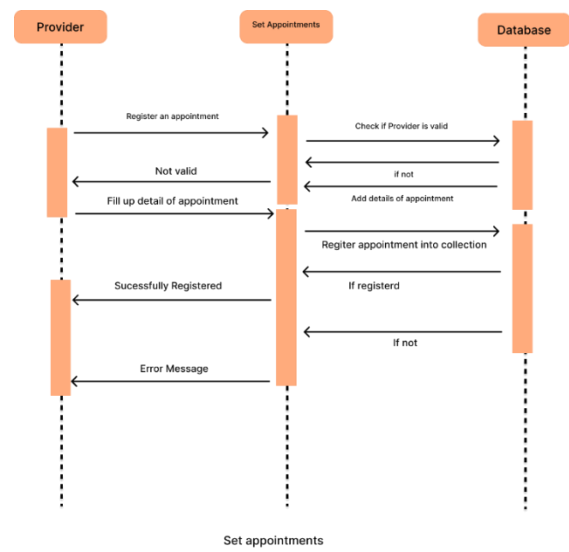 Provider
Set Appointments
Database
Register an appointment
Check if Provider is valid
Not valid
if not
Fill up detail of appointment
Add details of appointment
Regiter appointment into collection
Sucessfully Registered
If registerd
If not
Error Message
Set appointments